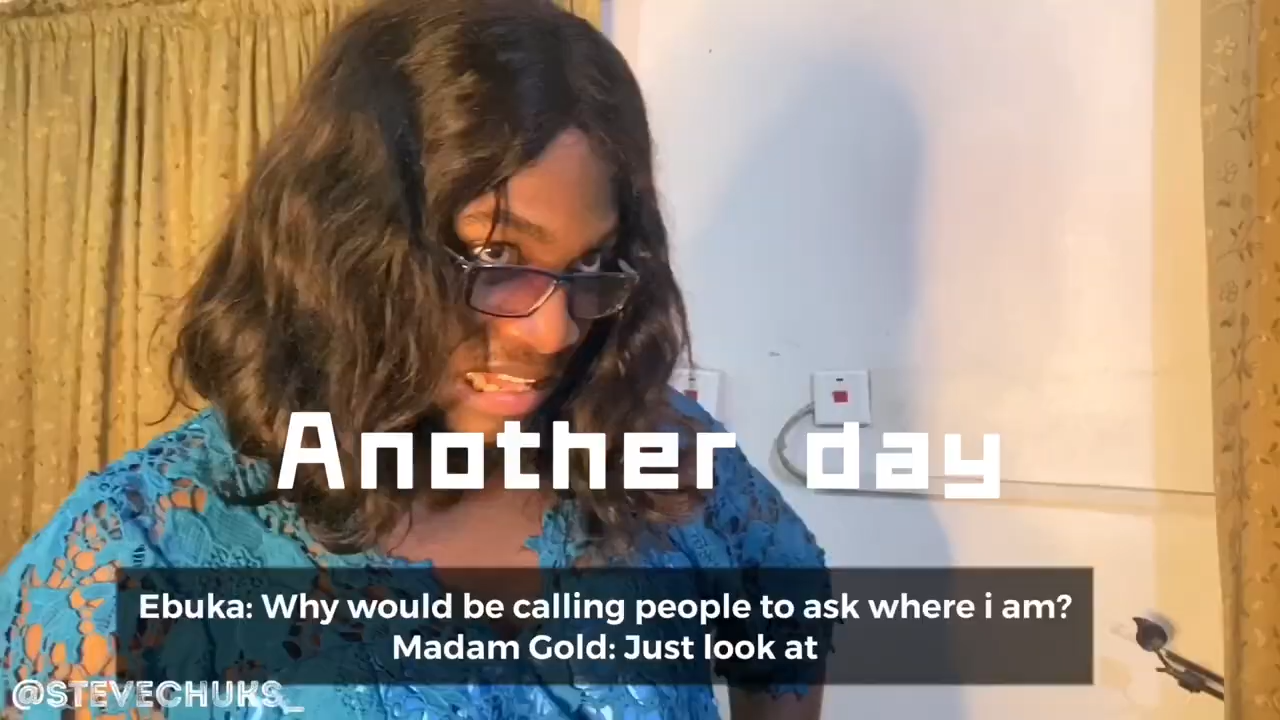 Another day
Ebuka: Why would be calling people to ask where i am?
Madam Gold: Just look at
@STEVECHUKS_